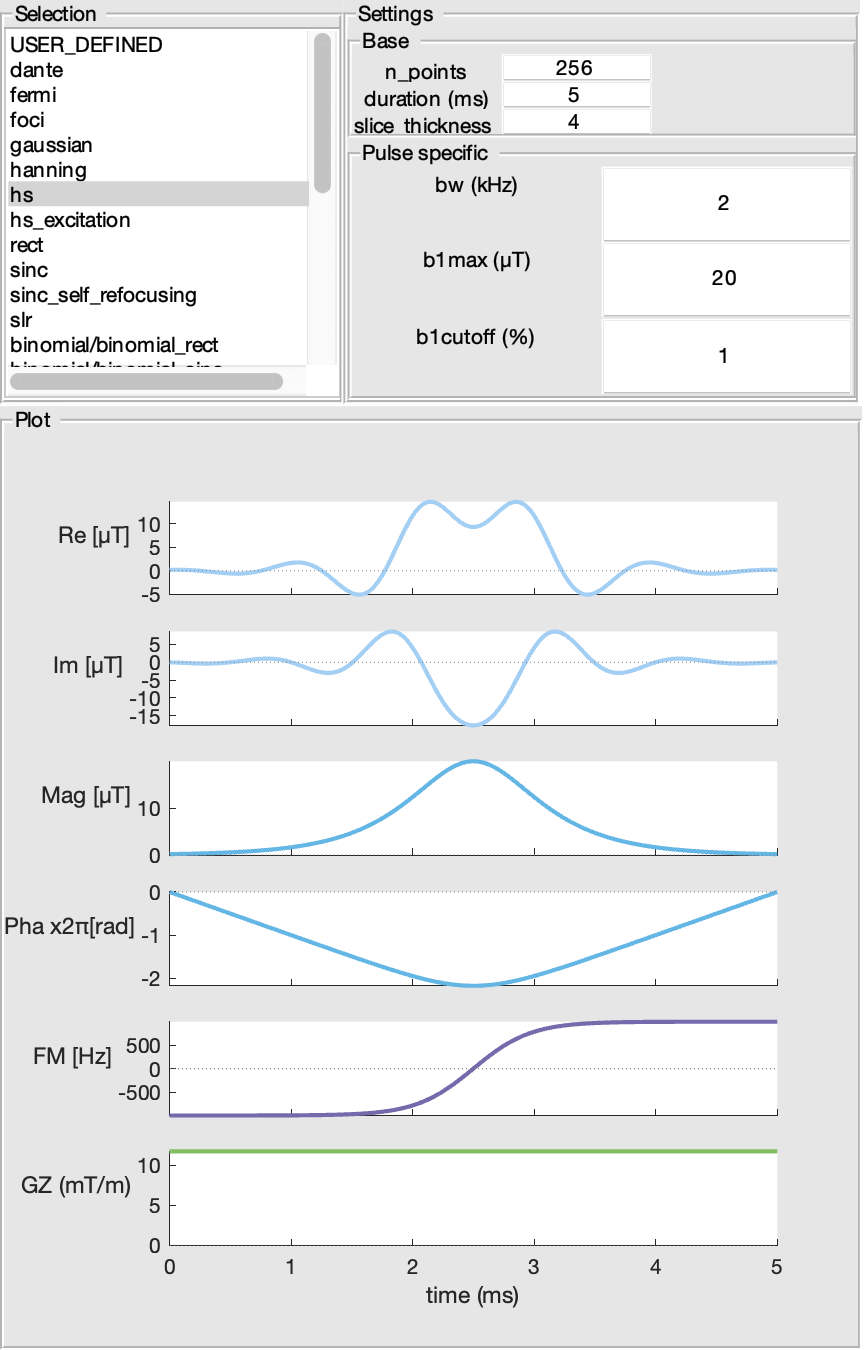 Selection
USER_DEFINED
dante
fermi
foci
gaussian
hanning
hs
hs_excitation
rect
sinc
sinc_self_refocusing
slr
binomial/binomial_rect
Settings
Base
n_points 256
duration (ms) 5
slice thickness 4
Pulse specific
bw (kHz) 2
b1max (µT) 20
b1cutoff (%) 1
Plot
Re [µT]
10
5
0
-5
Im [µT]
5
0
-5
-10
-15
Mag [µT]
10
0
Pha x2π[rad]
0
-1
-2
FM [Hz]
500
0
-500
GZ (mT/m)
10
5
0
0 1 2 3 4 5
time (ms)